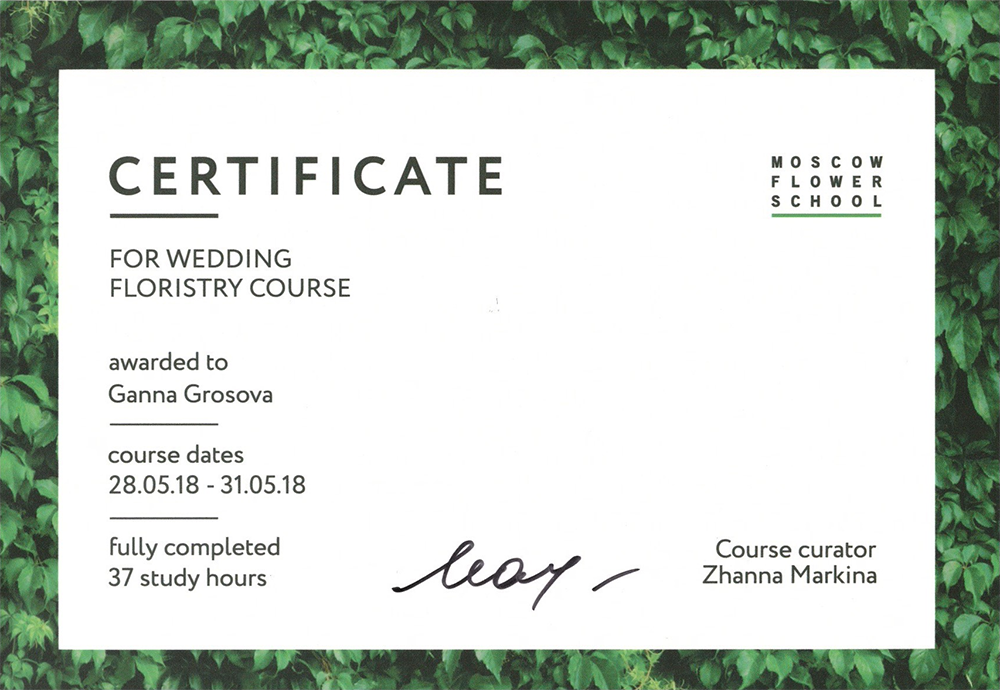 CERTIFICATE
MOSCOW
FLOWER
SCHOOL
FOR WEDDING
FLORISTRY COURSE
awarded to
Ganna Grosova
course dates
28.05.18 - 31.05.18
fully completed
37 study hours
Course curator
Zhanna Markina